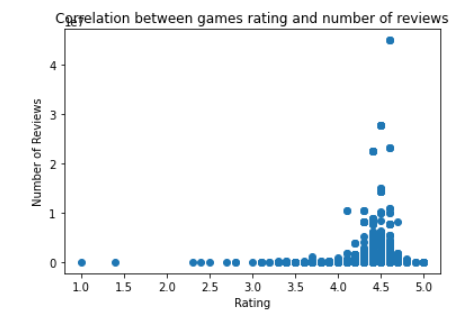 Correlation between games rating and number of reviews
1e7
4
3
2
1
0
Number of Reviews
1.0 1.5 2.0 2.5 3.0 3.5 4.0 4.5 5.0
Rating